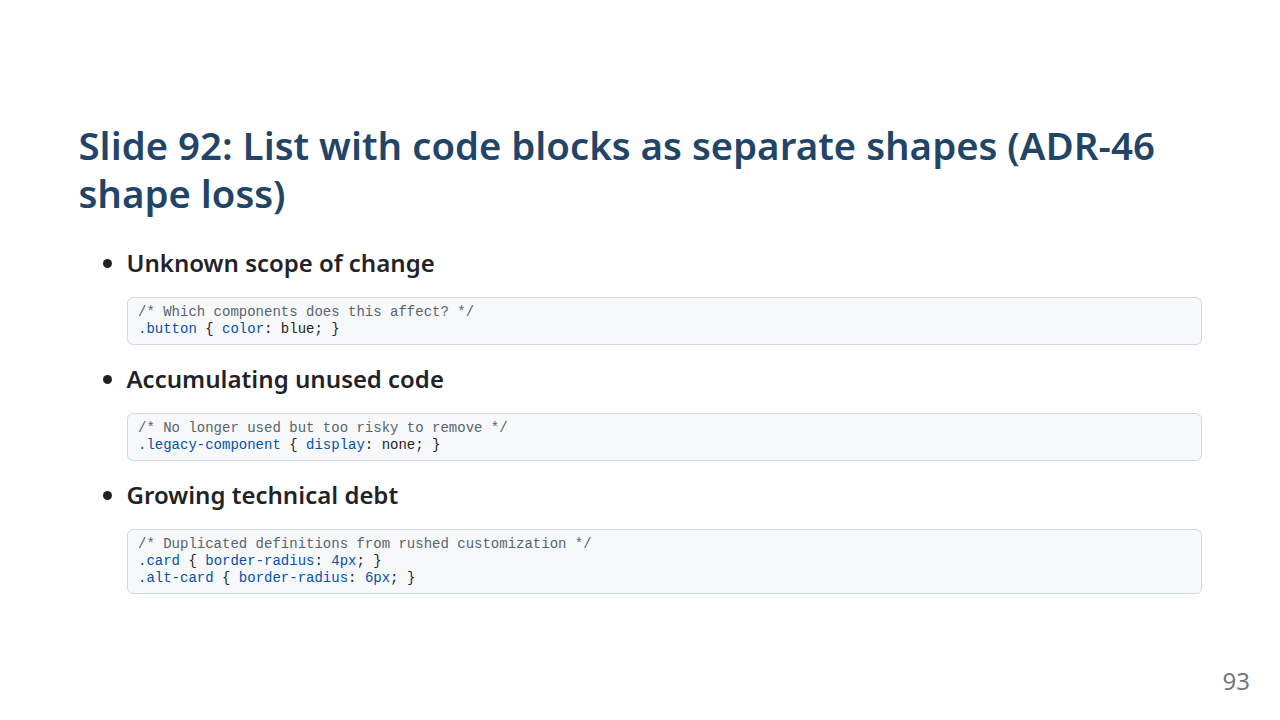 Slide 92: List with code blocks as separate shapes (ADR-46
shape loss)
• Unknown scope of change
/* Which components does this affect? */
.button { color: blue; }
• Accumulating unused code
/* No longer used but too risky to remove */
.legacy-component { display: none; }
• Growing technical debt
/* Duplicated definitions from rushed customization */
.card { border-radius: 4px; }
.alt-card { border-radius: 6px; }
93